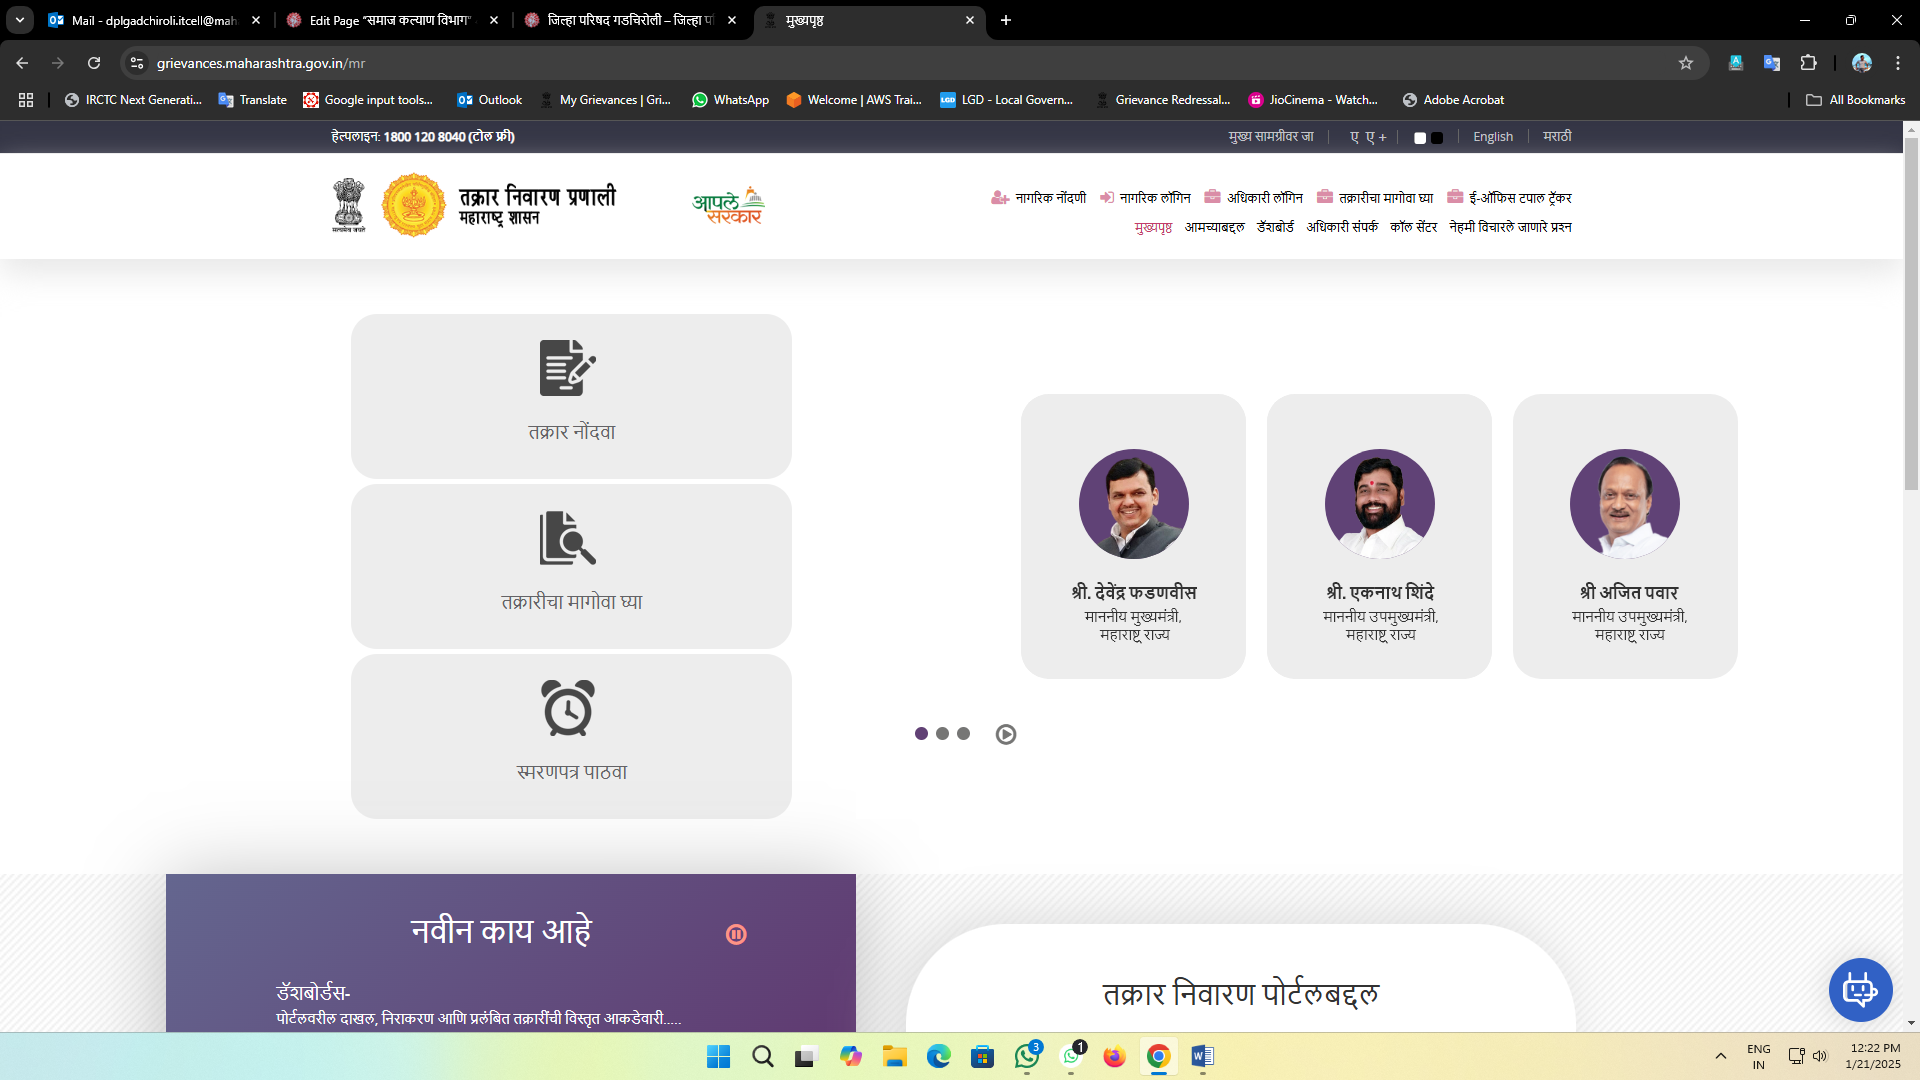 Mail - dplgadchiroli.itcell@mah
Edit Page "समाज कल्याण विभाग"
जिल्हा परिषद गडचिरोली – जिल्हा प
मुख्यपृष्ठ
grievances.maharashtra.gov.in/mr
IRCTC Next Generati...
Translate
Google input tools...
Outlook
My Grievances | Gri...
WhatsApp
Welcome | AWS Trai...
LGD - Local Govern...
Grievance Redressal...
JioCinema - Watch...
Adobe Acrobat
All Bookmarks
हेल्पलाइन: 1800 120 8040 (टोल फ्री)
मुख्य सामग्रीवर जा
ए ए +
English
मराठी
सत्यमेव जयते
तक्रार निवारण प्रणाली
महाराष्ट्र शासन
आपले सरकार
नागरिक नोंदणी
नागरिक लॉगिन
अधिकारी लॉगिन
तक्रारीचा मागोवा घ्या
ई-ऑफिस टपाल ट्रॅकर
मुख्यपृष्ठ
आमच्याबद्दल
डॅशबोर्ड
अधिकारी संपर्क
कॉल सेंटर
नेहमी विचारले जाणारे प्रश्न
तक्रार नोंदवा
तक्रारीचा मागोवा घ्या
स्मरणपत्र पाठवा
श्री. देवेंद्र फडणवीस
माननीय मुख्यमंत्री,
महाराष्ट्र राज्य
श्री. एकनाथ शिंदे
माननीय उपमुख्यमंत्री,
महाराष्ट्र राज्य
श्री अजित पवार
माननीय उपमुख्यमंत्री,
महाराष्ट्र राज्य
नवीन काय आहे
डॅशबोर्डस-
पोर्टलवरील दाखल, निराकरण आणि प्रलंबित तक्रारींची विस्तृत आकडेवारी.....
तक्रार निवारण पोर्टलबद्दल
3
1
ENG
IN
12:22 PM
1/21/2025